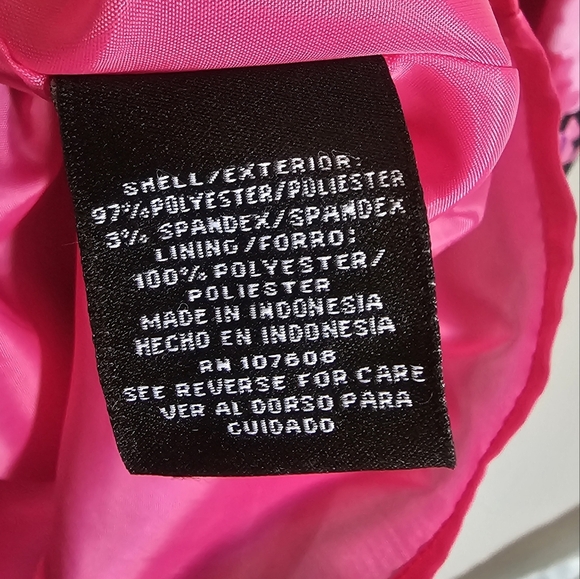 SHELL/EXTERIOR:
97% POLYESTER/POLIESTER
3% SPANDEX/SPANDEX
LINING/FORRO:
100% POLYESTER/
POLIESTER
MADE IN INDONESIA
HECHO EN INDONESIA
RN 107608
SEE REVERSE FOR CARE
VER AL DORSO PARA
CUIDADO